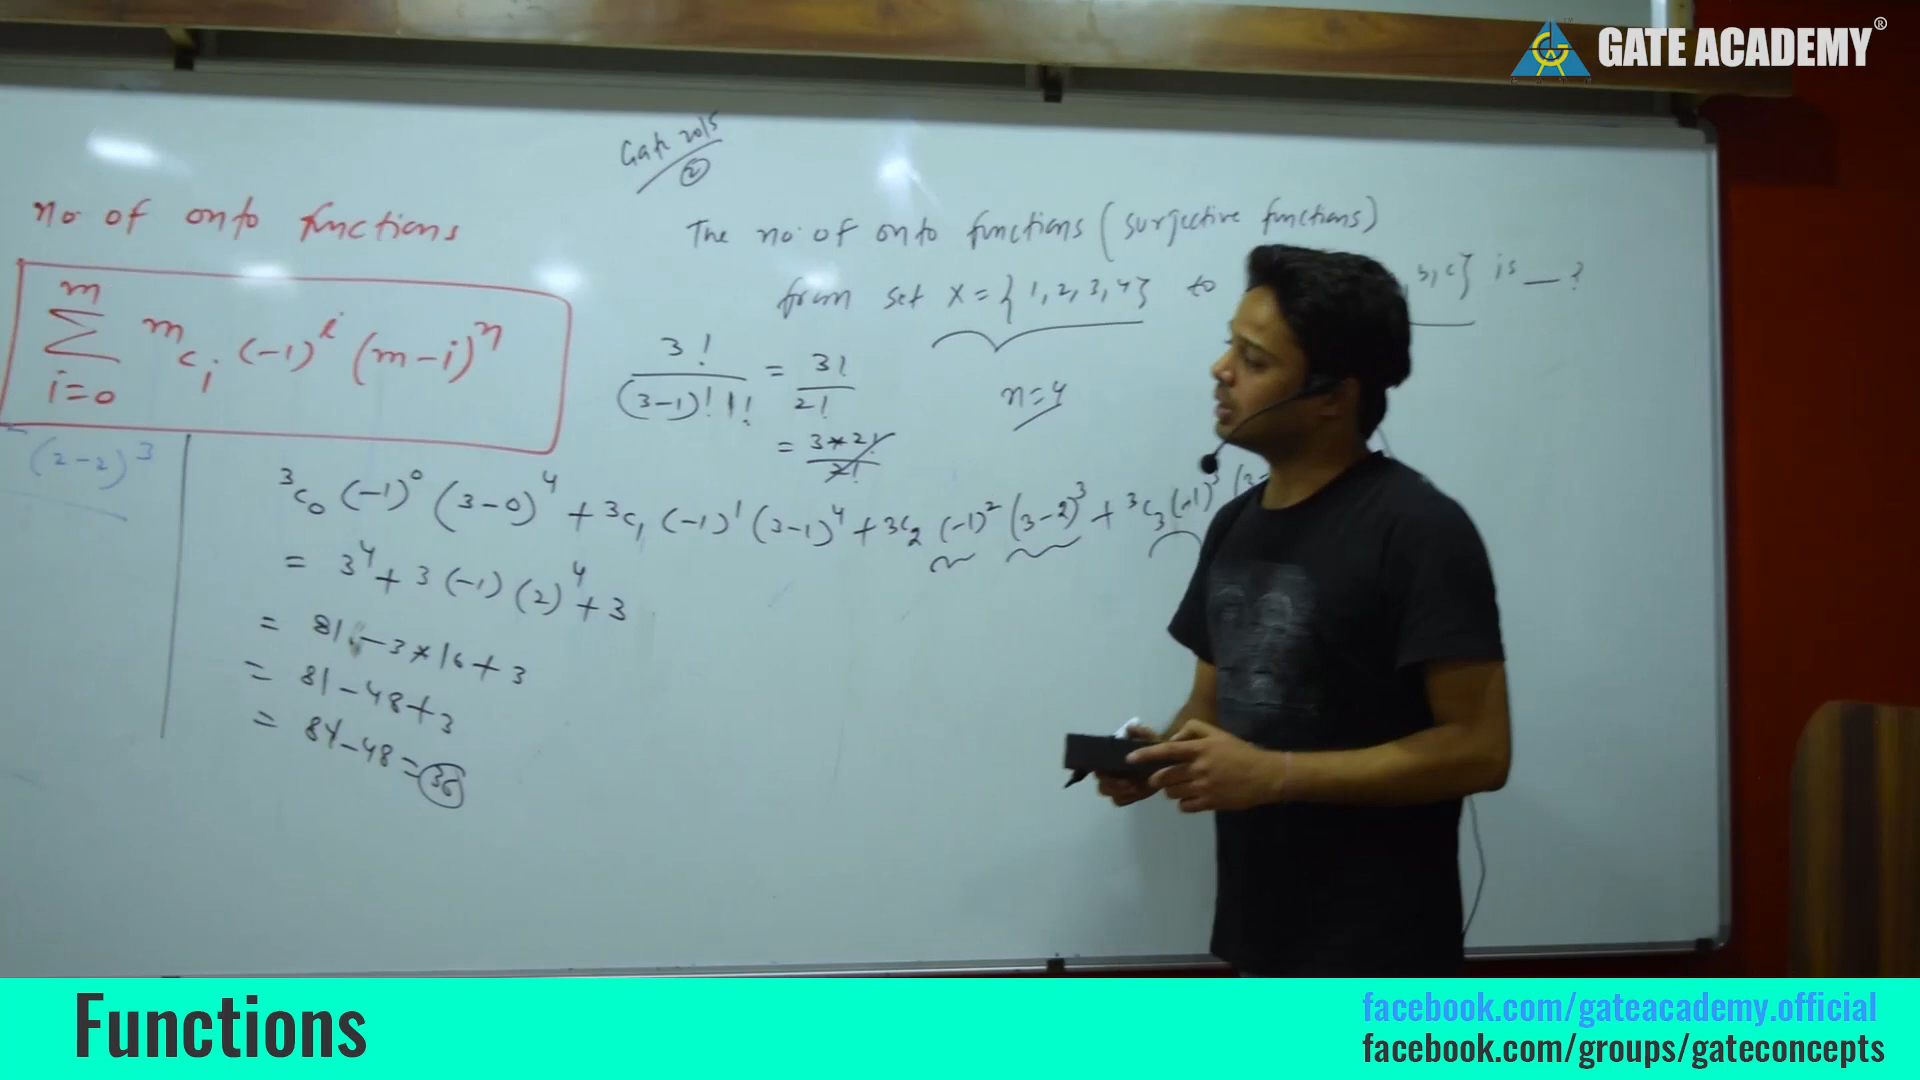 GATE ACADEMY®
Gate 2015
②
no. of onto functions
m
Σ ᵐCᵢ (-1)ⁱ (m-i)ⁿ
i=0
(2-2)³
The no. of onto functions (surjective functions)
from set X = {1,2,3,4} to , c} is __ ?
n=4
3! / (3-1)! 1! = 3! / 2!
= 3*2! / 2!
³C₀ (-1)⁰ (3-0)⁴ + ³C₁ (-1)¹ (3-1)⁴ + ³C₂ (-1)² (3-2)³ + ³C₃ (-1)³ (3-
= 3⁴ + 3 (-1) (2)⁴ + 3
= 81 - 3*16 + 3
= 81 - 48 + 3
= 84 - 48 = 36
Functions
facebook.com/gateacademy.official
facebook.com/groups/gateconcepts